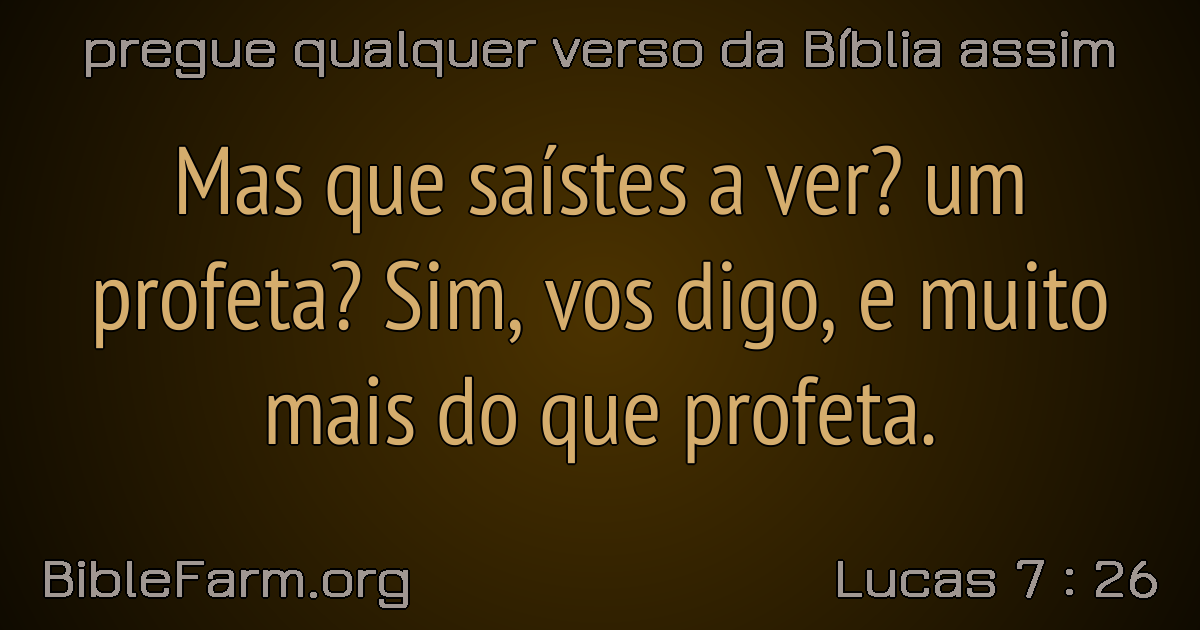 pregue qualquer verso da Bíblia assim
Mas que saístes a ver? um
profeta? Sim, vos digo, e muito
mais do que profeta.
BibleFarm.org
Lucas 7 : 26